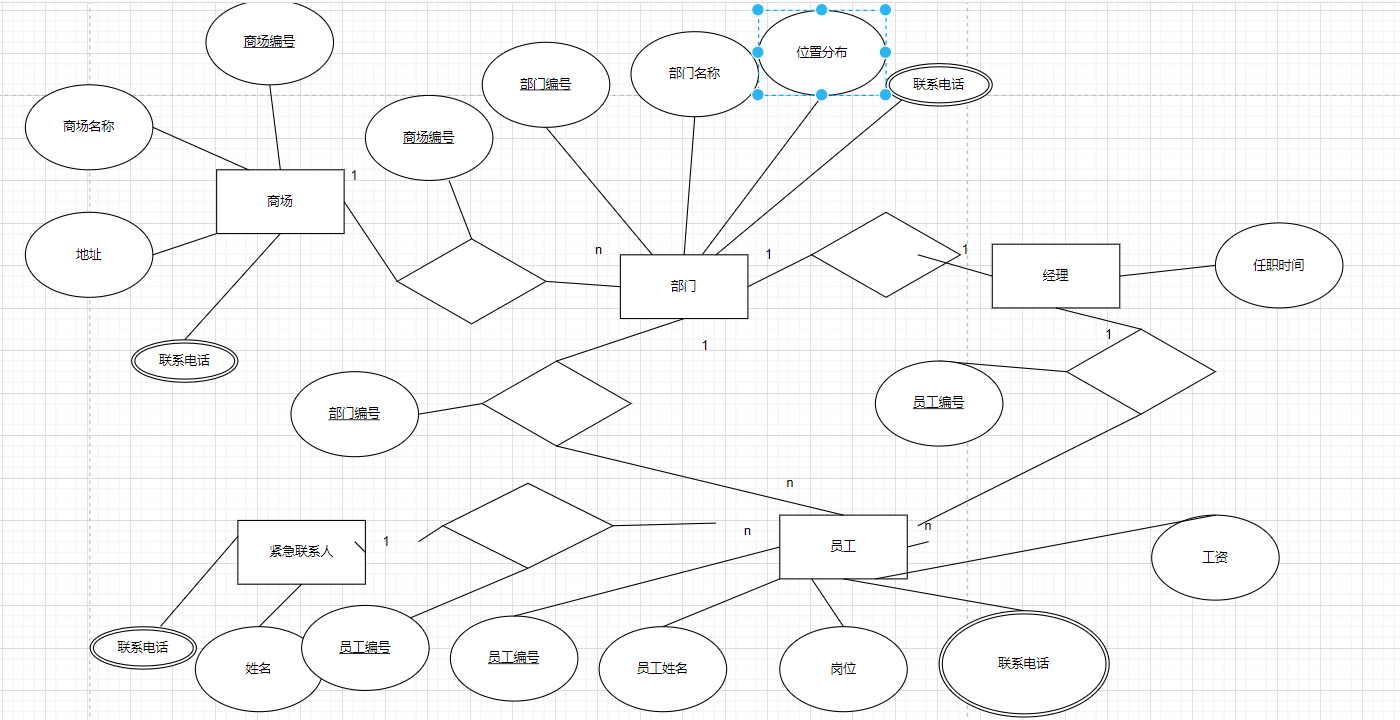 商场编号
位置分布
部门名称
部门编号
联系电话
商场名称
商场编号
1
商场
地址
n
1
1
部门
经理
任职时间
1
1
联系电话
部门编号
员工编号
n
n
n
1
紧急联系人
员工
工资
联系电话
姓名
员工编号
员工编号
员工姓名
岗位
联系电话